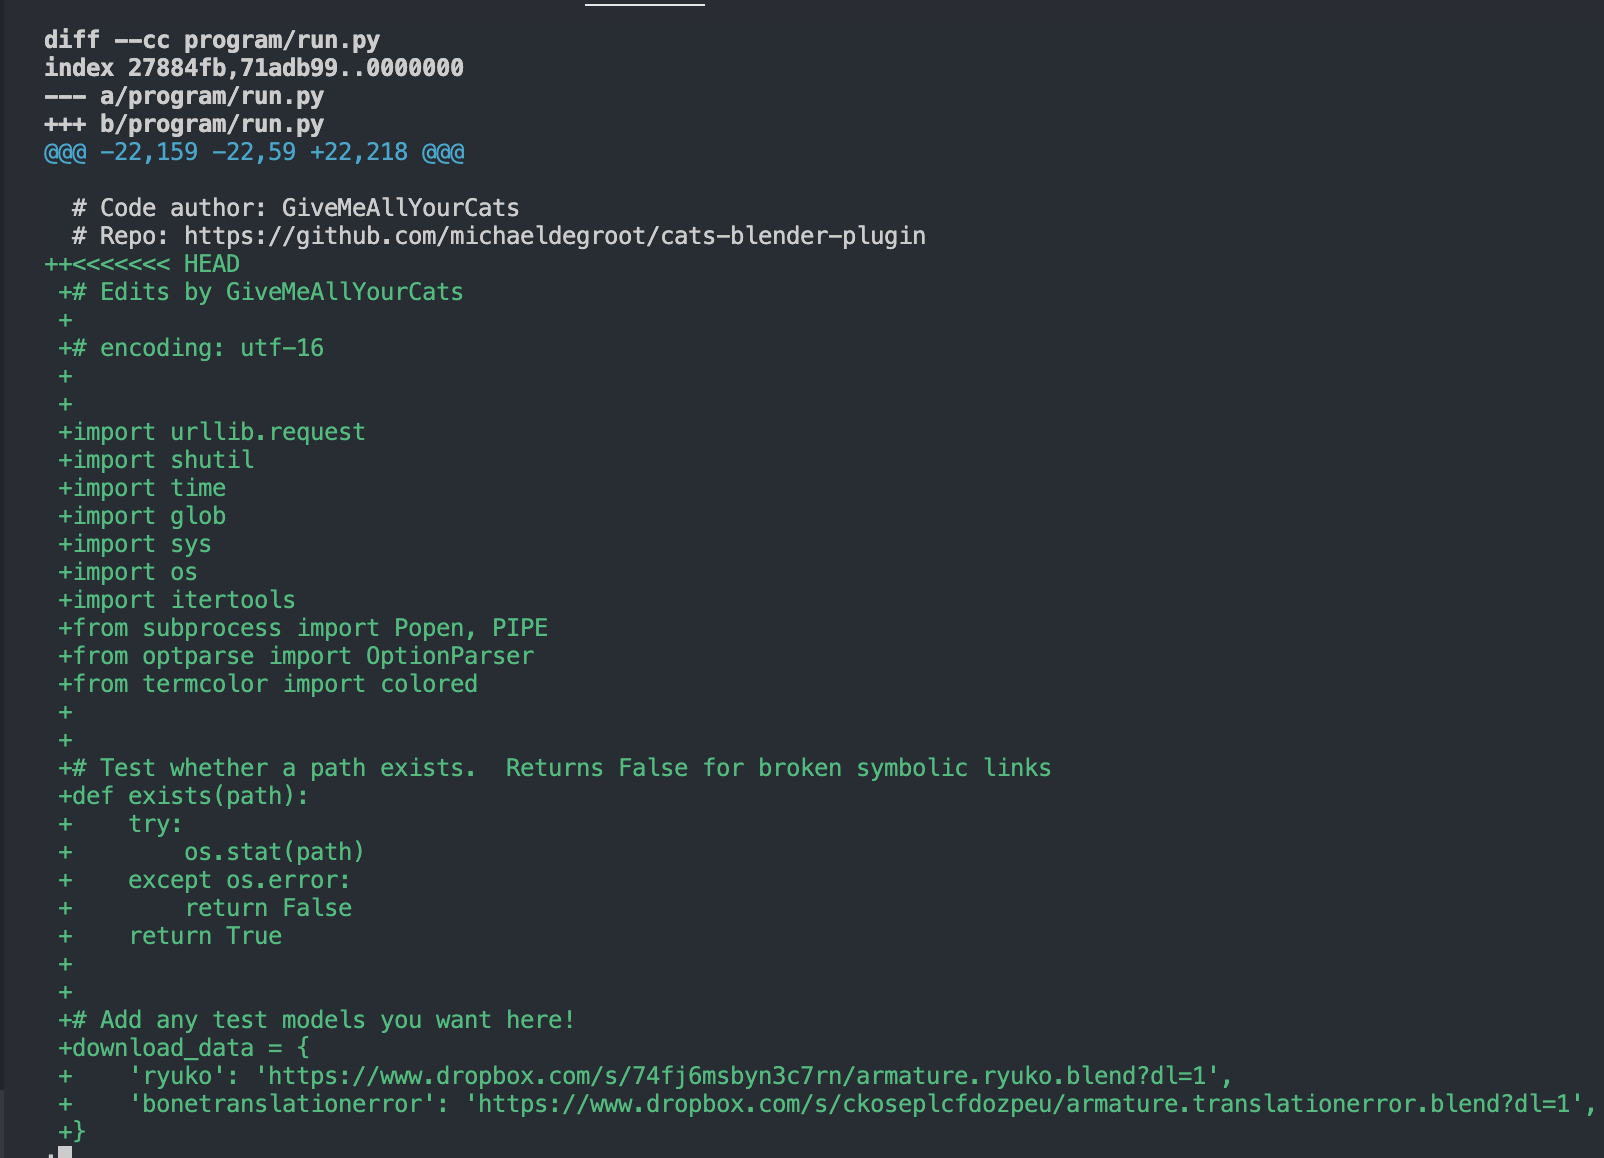 diff --cc program/run.py
index 27884fb,71adb99..0000000
--- a/program/run.py
+++ b/program/run.py
@@@ -22,159 -22,59 +22,218 @@@

  # Code author: GiveMeAllYourCats
  # Repo: https://github.com/michaeldegroot/cats-blender-plugin
++<<<<<<< HEAD
 +# Edits by GiveMeAllYourCats
 +
 +# encoding: utf-16
 +
 +
 +import urllib.request
 +import shutil
 +import time
 +import glob
 +import sys
 +import os
 +import itertools
 +from subprocess import Popen, PIPE
 +from optparse import OptionParser
 +from termcolor import colored
 +
 +
 +# Test whether a path exists.  Returns False for broken symbolic links
 +def exists(path):
 +    try:
 +        os.stat(path)
 +    except os.error:
 +        return False
 +    return True
 +
 +
 +# Add any test models you want here!
 +download_data = {
 +    'ryuko': 'https://www.dropbox.com/s/74fj6msbyn3c7rn/armature.ryuko.blend?dl=1',
 +    'bonetranslationerror': 'https://www.dropbox.com/s/ckoseplcfdozpeu/armature.translationerror.blend?dl=1',
 +}
: